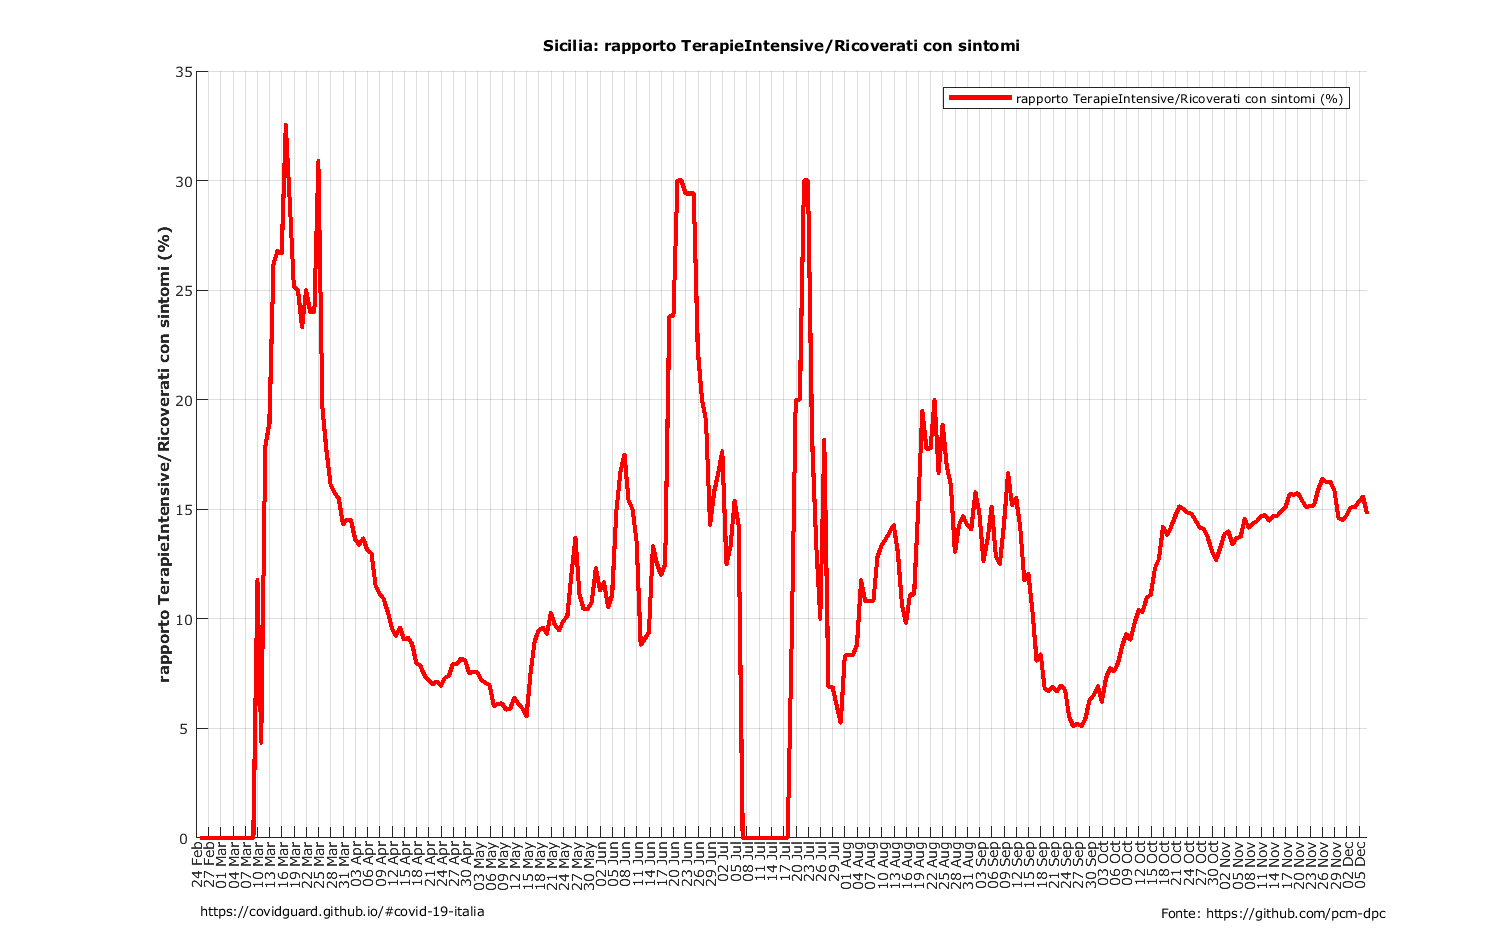 Sicilia: rapporto TerapieIntensive/Ricoverati con sintomi
rapporto TerapieIntensive/Ricoverati con sintomi (%)
rapporto TerapieIntensive/Ricoverati con sintomi (%)
35
30
25
20
15
10
5
0
24 Feb
27 Feb
01 Mar
04 Mar
07 Mar
10 Mar
13 Mar
16 Mar
19 Mar
22 Mar
25 Mar
28 Mar
31 Mar
03 Apr
06 Apr
09 Apr
12 Apr
15 Apr
18 Apr
21 Apr
24 Apr
27 Apr
30 Apr
03 May
06 May
09 May
12 May
15 May
18 May
21 May
24 May
27 May
30 May
02 Jun
05 Jun
08 Jun
11 Jun
14 Jun
17 Jun
20 Jun
23 Jun
26 Jun
29 Jun
02 Jul
05 Jul
08 Jul
11 Jul
14 Jul
17 Jul
20 Jul
23 Jul
26 Jul
29 Jul
01 Aug
04 Aug
07 Aug
10 Aug
13 Aug
16 Aug
19 Aug
22 Aug
25 Aug
28 Aug
31 Aug
03 Sep
06 Sep
09 Sep
12 Sep
15 Sep
18 Sep
21 Sep
24 Sep
27 Sep
30 Sep
03 Oct
06 Oct
09 Oct
12 Oct
15 Oct
18 Oct
21 Oct
24 Oct
27 Oct
30 Oct
02 Nov
05 Nov
08 Nov
11 Nov
14 Nov
17 Nov
20 Nov
23 Nov
26 Nov
29 Nov
02 Dec
05 Dec
https://covidguard.github.io/#covid-19-italia
Fonte: https://github.com/pcm-dpc